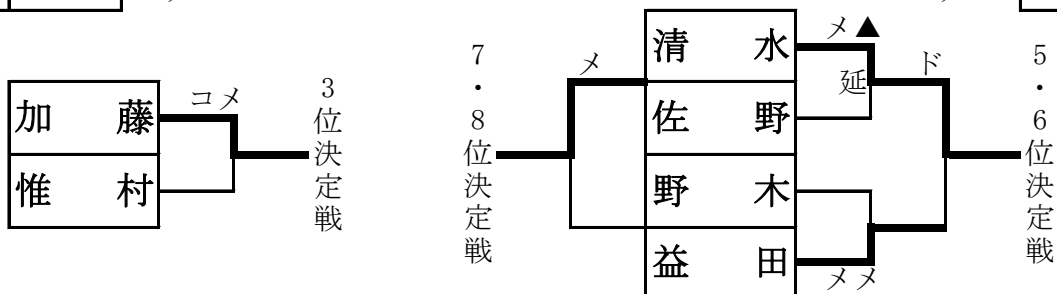 加 藤
惟 村
コメ
3位決定戦
7・8位決定戦
メ
清 水
佐 野
野 木
益 田
メ▲
延
ド
メメ
5・6位決定戦